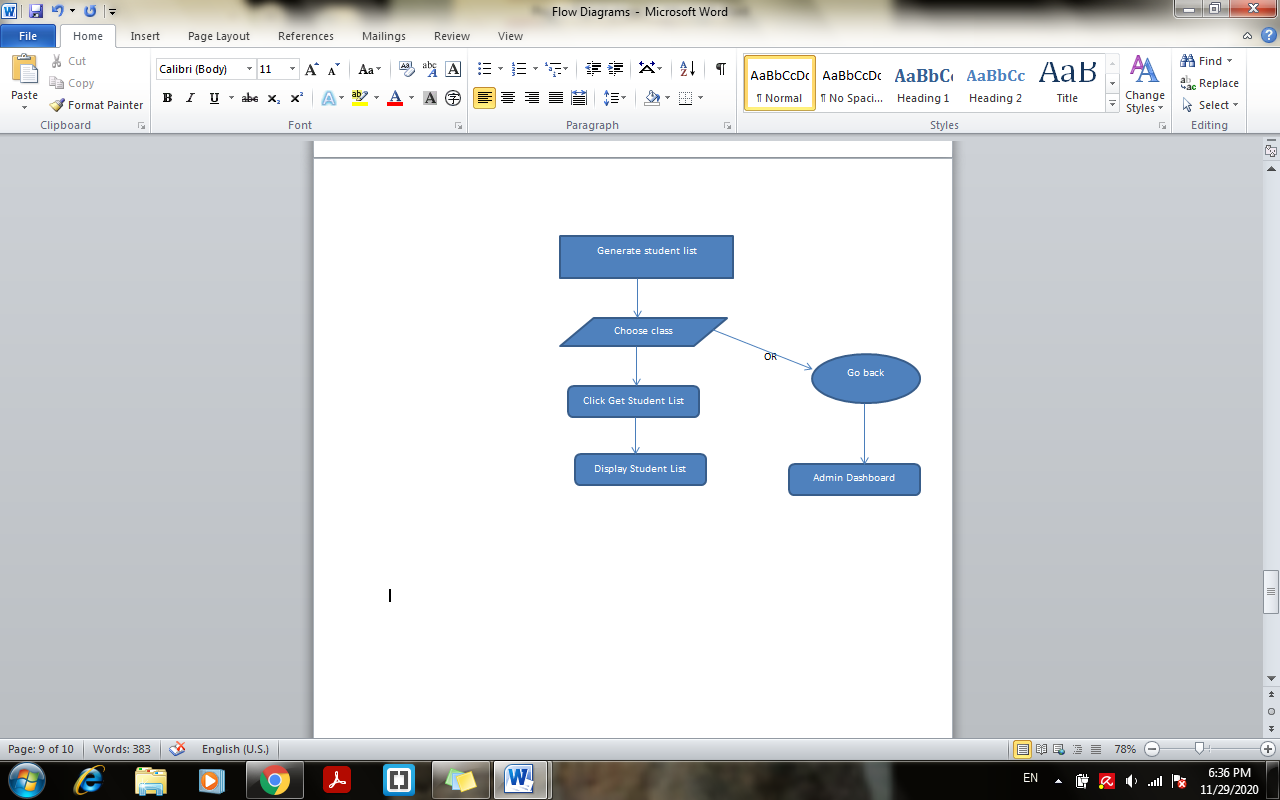 Flow Diagrams - Microsoft Word
File Home Insert Page Layout References Mailings Review View
Cut
Copy
Format Painter
Paste
Clipboard
Calibri (Body) 11
Font
Paragraph
AaBbCcDc AaBbCcDc AaBbCc AaBbCc AaB
¶ Normal ¶ No Spaci... Heading 1 Heading 2 Title
Change Styles
Styles
Find
Replace
Select
Editing
Generate student list
Choose class
OR
Go back
Click Get Student List
Display Student List
Admin Dashboard
Page: 9 of 10 Words: 383 English (U.S.) 78%
EN 6:36 PM
11/29/2020